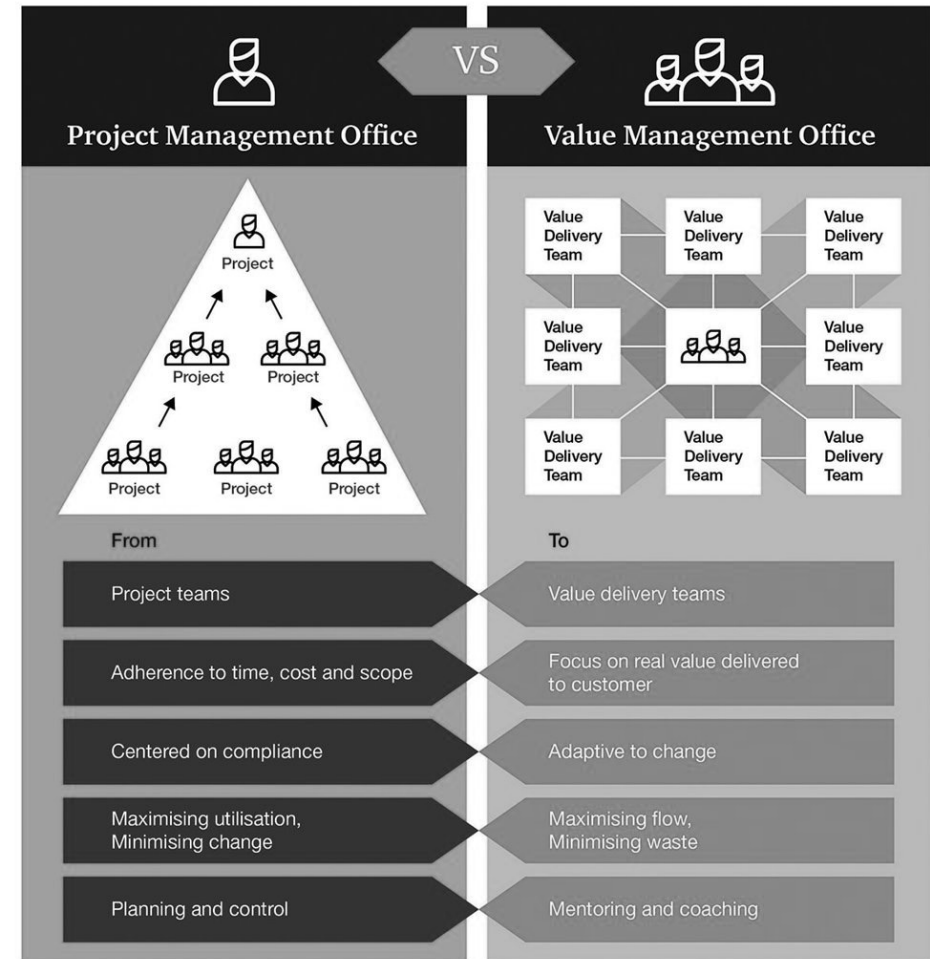 VS
Project Management Office
Project
Project
Project
Project
Project
Project
From
Project teams
Adherence to time, cost and scope
Centered on compliance
Maximising utilisation,
Minimising change
Planning and control
Value Management Office
Value
Delivery
Team
Value
Delivery
Team
Value
Delivery
Team
Value
Delivery
Team
Value
Delivery
Team
Value
Delivery
Team
Value
Delivery
Team
Value
Delivery
Team
To
Value delivery teams
Focus on real value delivered
to customer
Adaptive to change
Maximising flow,
Minimising waste
Mentoring and coaching